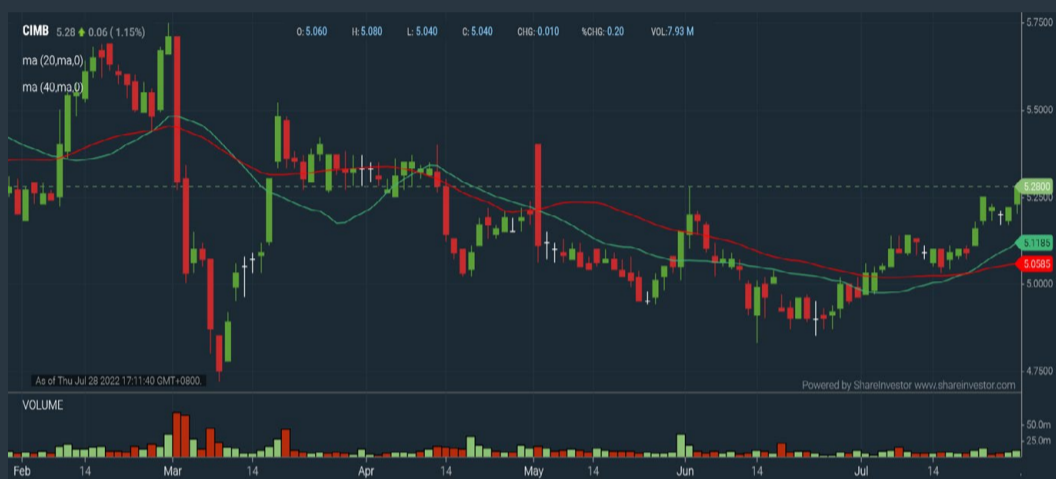 CIMB 5.28 0.06 ( 1.15%) O: 5.060 H: 5.080 L: 5.040 C: 5.040 CHG:-0.010 %CHG:-0.20 VOL:7.93 M
ma (20,ma,0)
ma (40,ma,0)
5.7500
5.5000
5.2800
5.2500
5.1185
5.0585
5.0000
4.7500
As of Thu Jul 28 2022 17:11:40 GMT+0800.
Powered by ShareInvestor www.shareinvestor.com
VOLUME
50.0m
25.0m
Feb 14 Mar 14 Apr 14 May 14 Jun 14 Jul 14